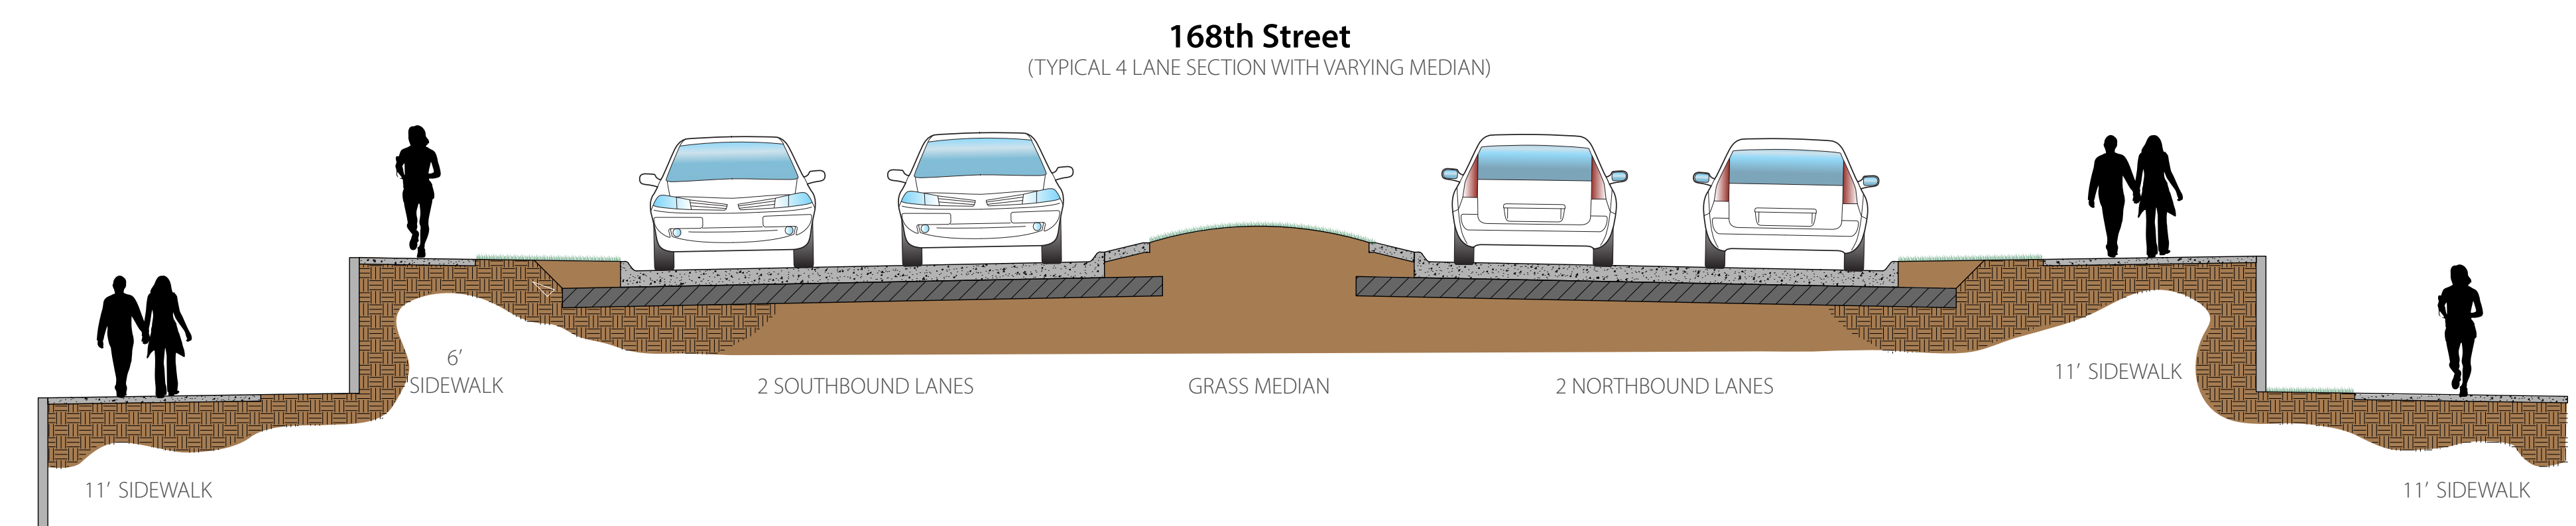 168th Street
(TYPICAL 4 LANE SECTION WITH VARYING MEDIAN)
6’
SIDEWALK
2 SOUTHBOUND LANES
GRASS MEDIAN
2 NORTHBOUND LANES
11’ SIDEWALK
11’ SIDEWALK
11’ SIDEWALK